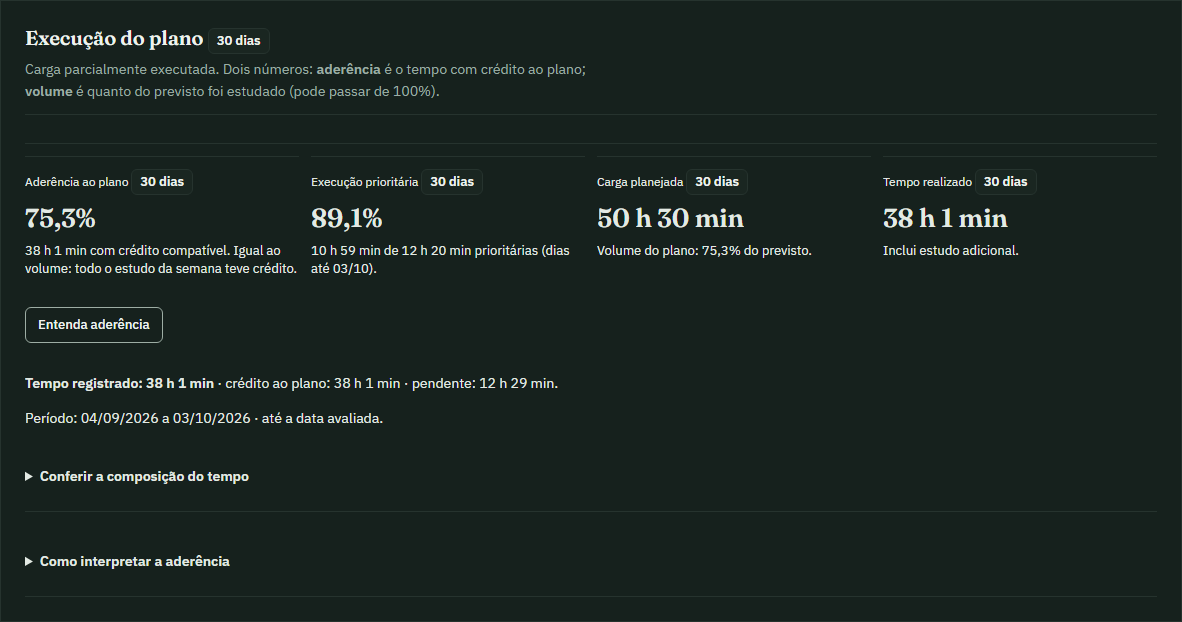 Execução do plano 30 dias
Carga parcialmente executada. Dois números: aderência é o tempo com crédito ao plano;
volume é quanto do previsto foi estudado (pode passar de 100%).
Aderência ao plano 30 dias
75,3%
38 h 1 min com crédito compatível. Igual ao
volume: todo o estudo da semana teve crédito.
Execução prioritária 30 dias
89,1%
10 h 59 min de 12 h 20 min prioritárias (dias
até 03/10).
Carga planejada 30 dias
50 h 30 min
Volume do plano: 75,3% do previsto.
Tempo realizado 30 dias
38 h 1 min
Inclui estudo adicional.
Entenda aderência
Tempo registrado: 38 h 1 min · crédito ao plano: 38 h 1 min · pendente: 12 h 29 min.
Período: 04/09/2026 a 03/10/2026 · até a data avaliada.
Conferir a composição do tempo
Como interpretar a aderência